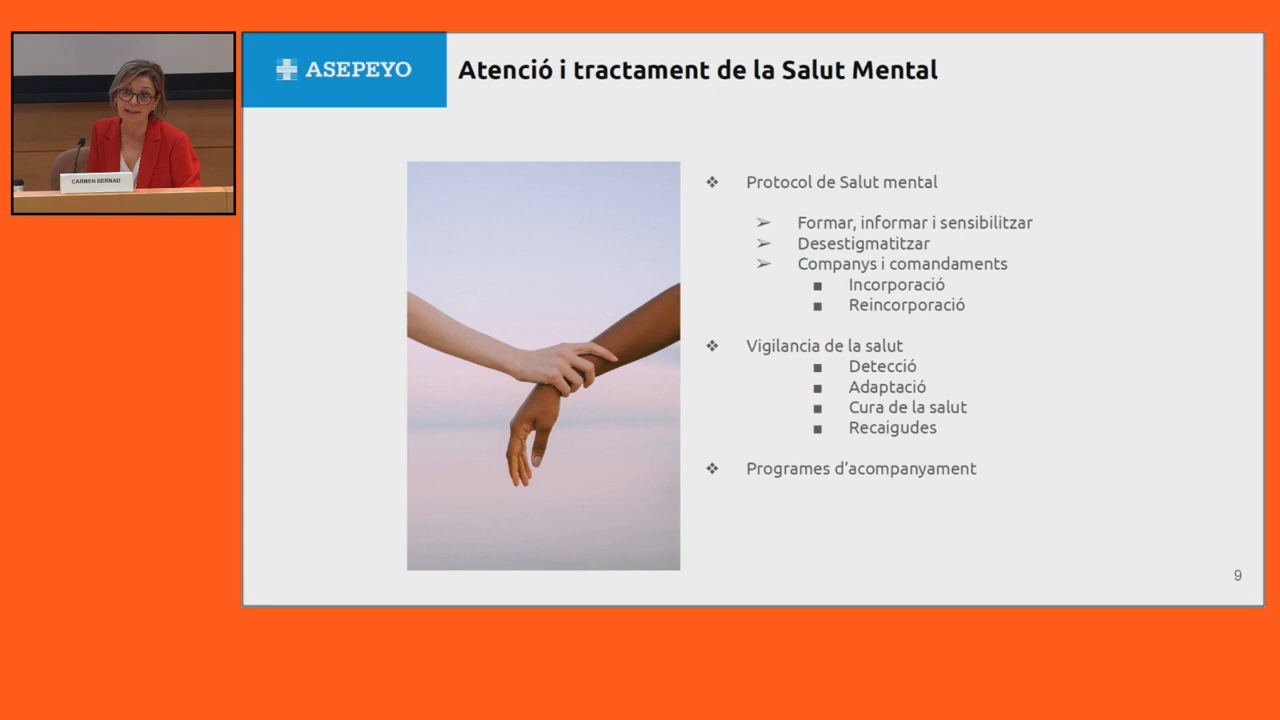 ASEPEYO
Atenció i tractament de la Salut Mental
CARMEN BERNAD
❖ Protocol de Salut mental
➢ Formar, informar i sensibilitzar
➢ Desestigmatitzar
➢ Companys i comandaments
■ Incorporació
■ Reincorporació
❖ Vigilancia de la salut
■ Detecció
■ Adaptació
■ Cura de la salut
■ Recaigudes
❖ Programes d’acompanyament
9